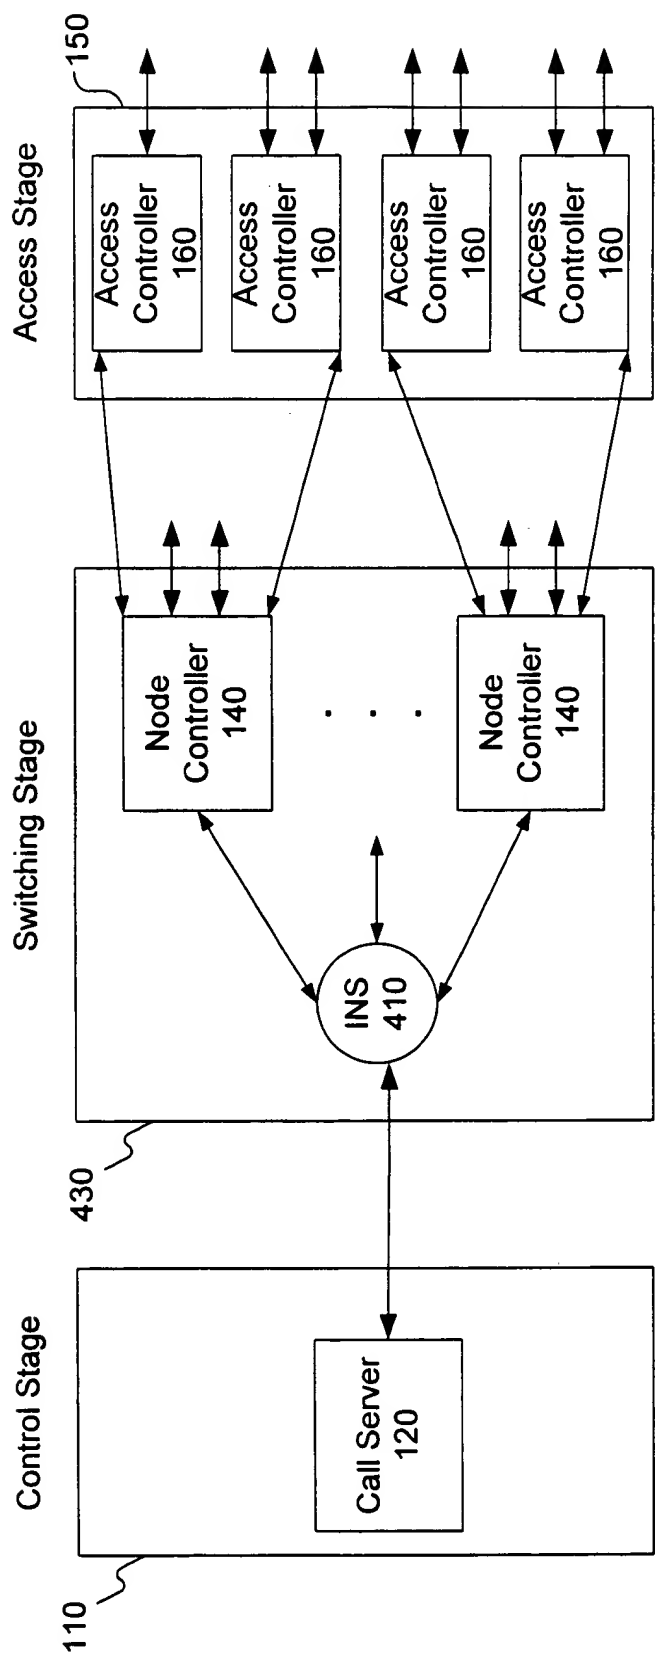 Control Stage
Switching Stage
Access Stage
110
430
150
Call Server
120
INS
410
Node
Controller
140
. . .
Node
Controller
140
Access
Controller
160
Access
Controller
160
Access
Controller
160
Access
Controller
160